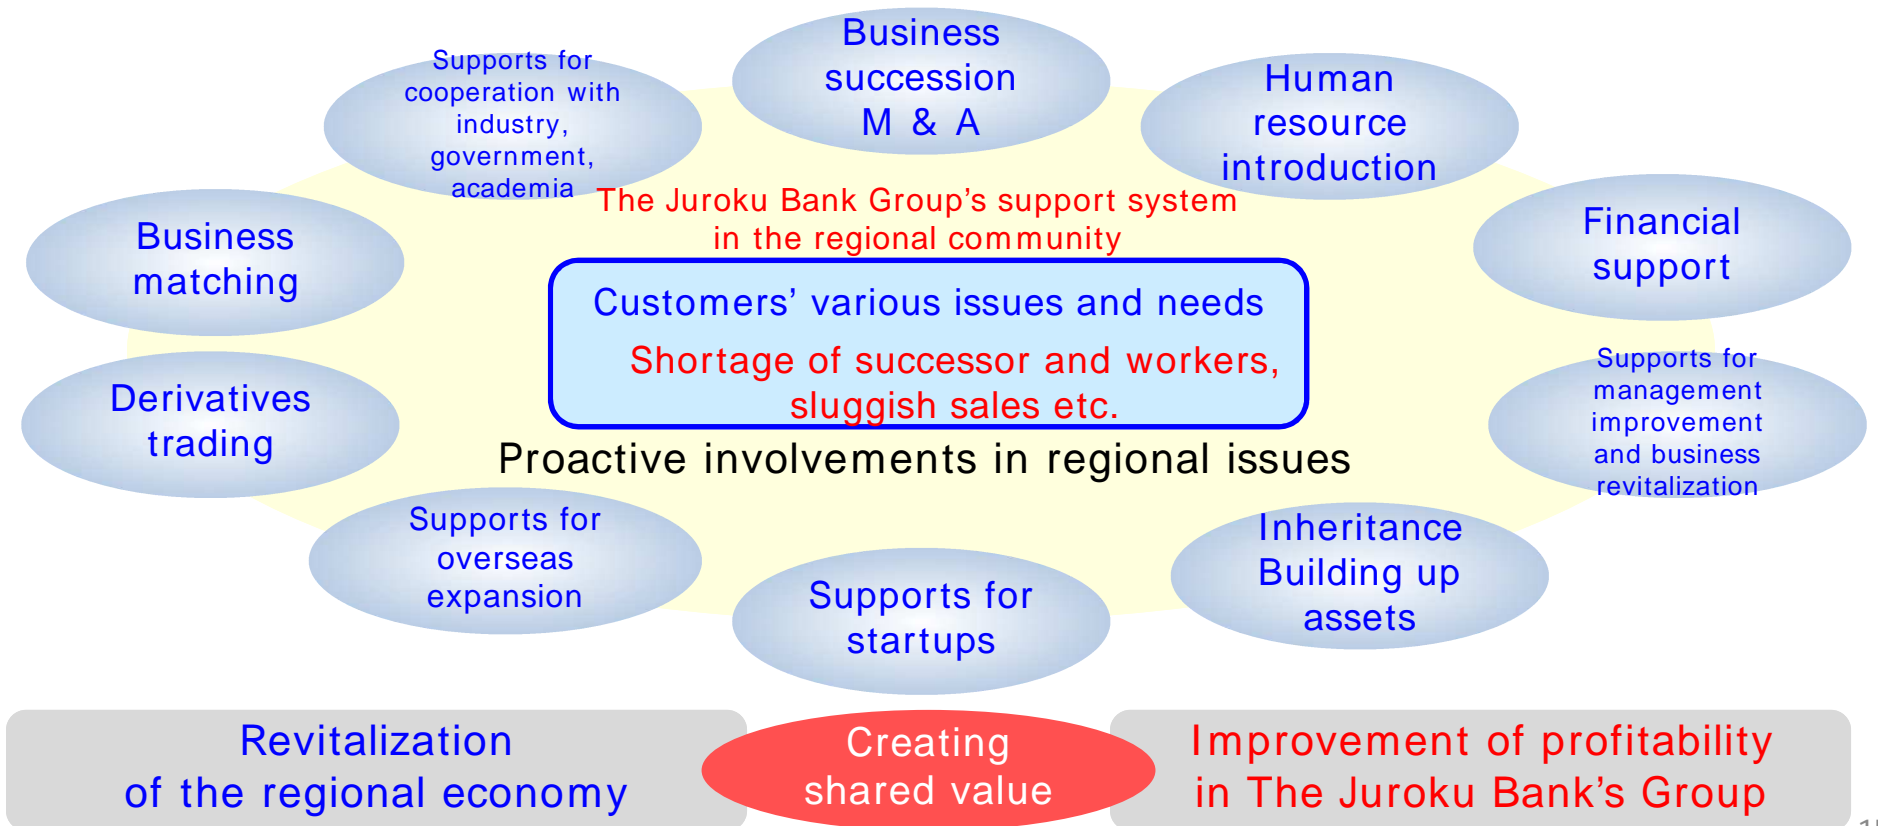 Business
succession
M & A
Supports for
cooperation with
industry,
government,
academia
Human
resource
introduction
The Juroku Bank Group’s support system
in the regional community
Business
matching
Financial
support
Customers’ various issues and needs
Shortage of successor and workers,
sluggish sales etc.
Derivatives
trading
Supports for
management
improvement
and business
revitalization
Proactive involvements in regional issues
Supports for
overseas
expansion
Supports for
startups
Inheritance
Building up
assets
Revitalization
of the regional economy
Creating
shared value
Improvement of profitability
in The Juroku Bank’s Group